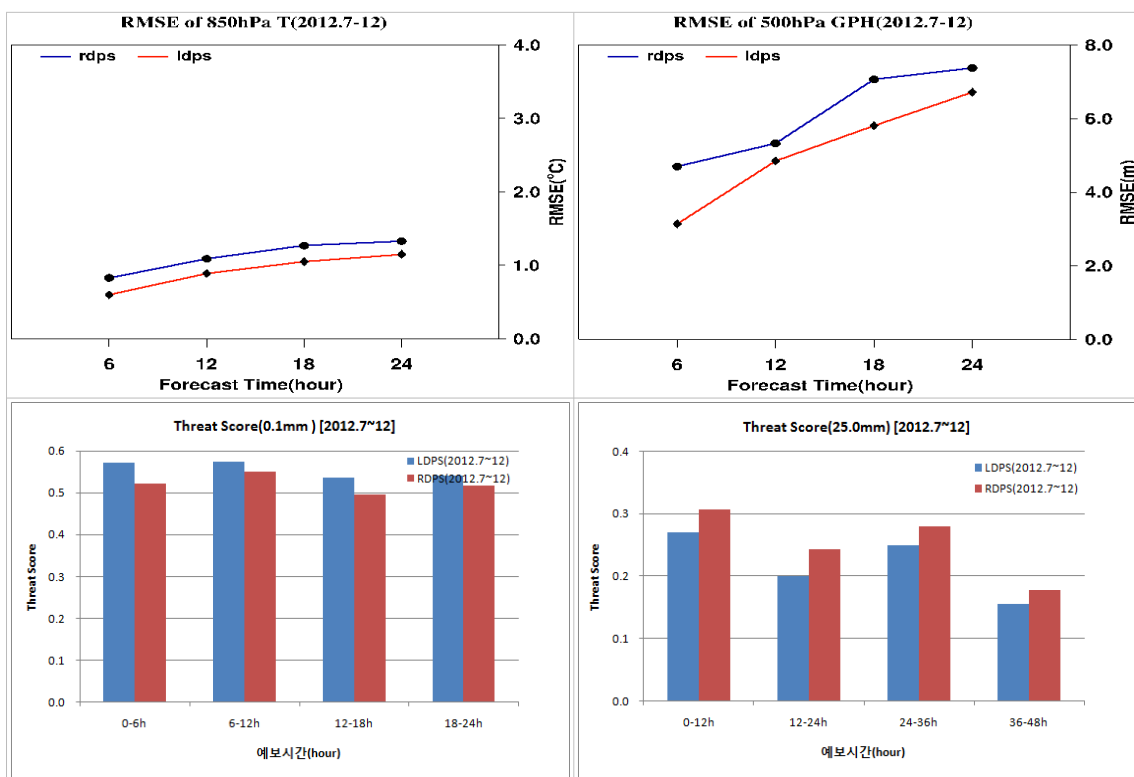 RMSE of 850hPa T(2012.7-12)
rdps ldps
4.0
3.0
2.0
1.0
0.0
RMSE(°C)
6 12 18 24
Forecast Time(hour)
RMSE of 500hPa GPH(2012.7-12)
rdps ldps
8.0
6.0
4.0
2.0
0.0
RMSE(m)
6 12 18 24
Forecast Time(hour)
Threat Score(0.1mm ) [2012.7~12]
LDPS(2012.7~12)
RDPS(2012.7~12)
0.6
0.5
0.4
0.3
0.2
0.1
0.0
Threat Score
0-6h 6-12h 12-18h 18-24h
예보시간(hour)
Threat Score(25.0mm) [2012.7~12]
LDPS(2012.7~12)
RDPS(2012.7~12)
0.4
0.3
0.2
0.1
0.0
Threat Score
0-12h 12-24h 24-36h 36-48h
예보시간(hour)